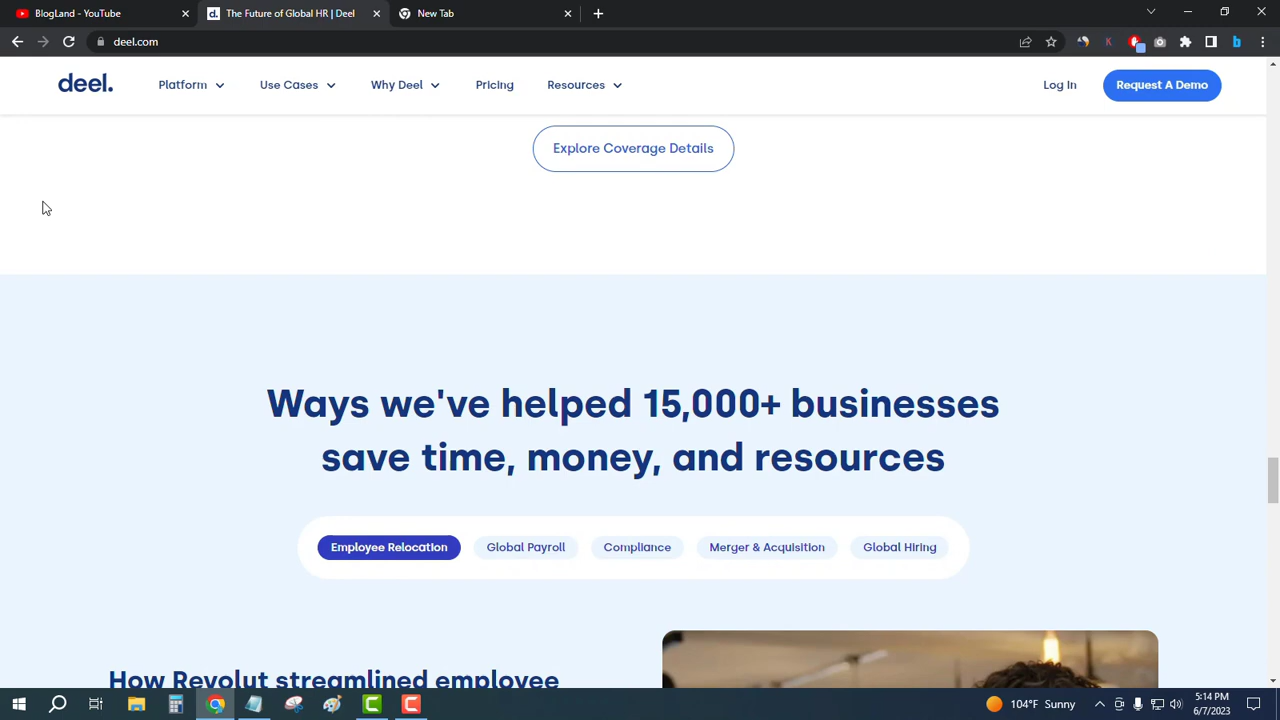 BlogLand - YouTube
d. The Future of Global HR | Deel
New Tab
deel.com
deel.
Platform
Use Cases
Why Deel
Pricing
Resources
Log In
Request A Demo
Explore Coverage Details
Ways we've helped 15,000+ businesses
save time, money, and resources
Employee Relocation
Global Payroll
Compliance
Merger & Acquisition
Global Hiring
How Revolut streamlined employee
104°F Sunny
5:14 PM
6/7/2023